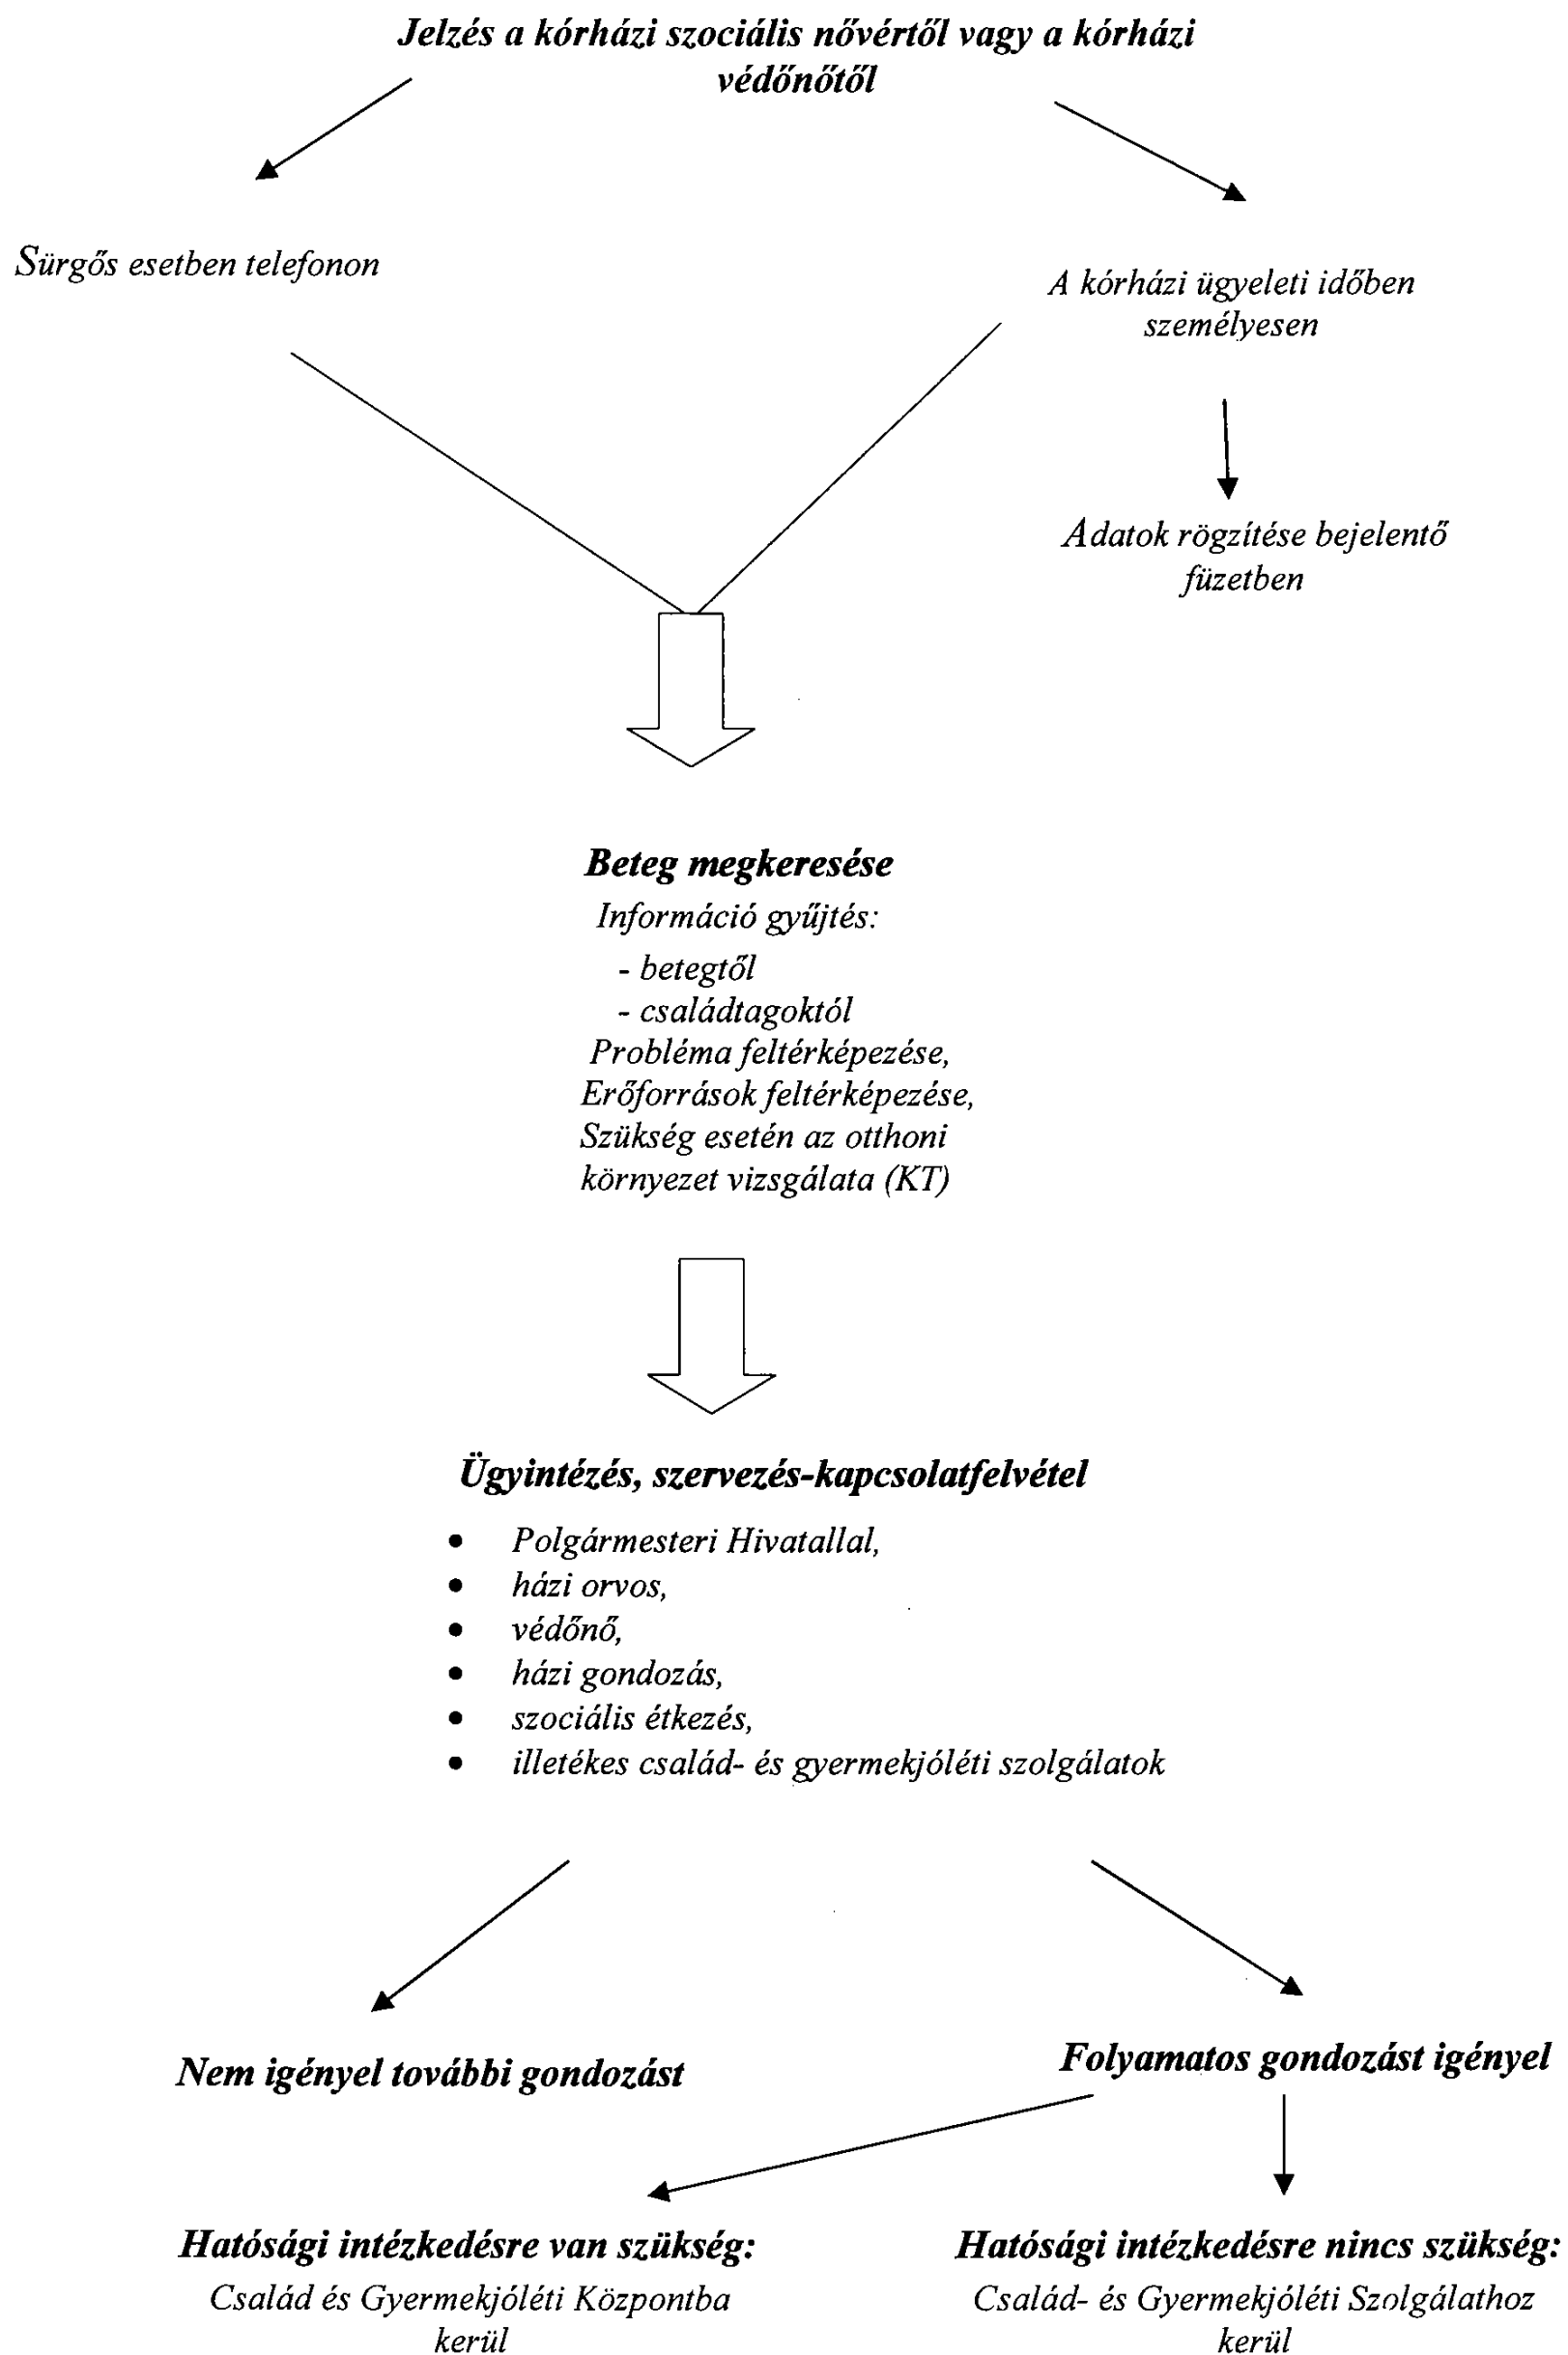 Jelzés a kórházi szociális nővértől vagy a kórházi
védőnőtől
Sürgős esetben telefonon
A kórházi ügyeleti időben
személyesen
Adatok rögzítése bejelentő
füzetben
Beteg megkeresése
Információ gyűjtés:
- betegtől
- családtagoktól
Probléma feltérképezése,
Erőforrások feltérképezése,
Szükség esetén az otthoni
környezet vizsgálata (KT)
Ügyintézés, szervezés-kapcsolatfelvétel
• Polgármesteri Hivatallal,
• házi orvos,
• védőnő,
• házi gondozás,
• szociális étkezés,
• illetékes család- és gyermekjóléti szolgálatok
Nem igényel további gondozást
Folyamatos gondozást igényel
Hatósági intézkedésre van szükség:
Család és Gyermekjóléti Központba
kerül
Hatósági intézkedésre nincs szükség:
Család- és Gyermekjóléti Szolgálathoz
kerül